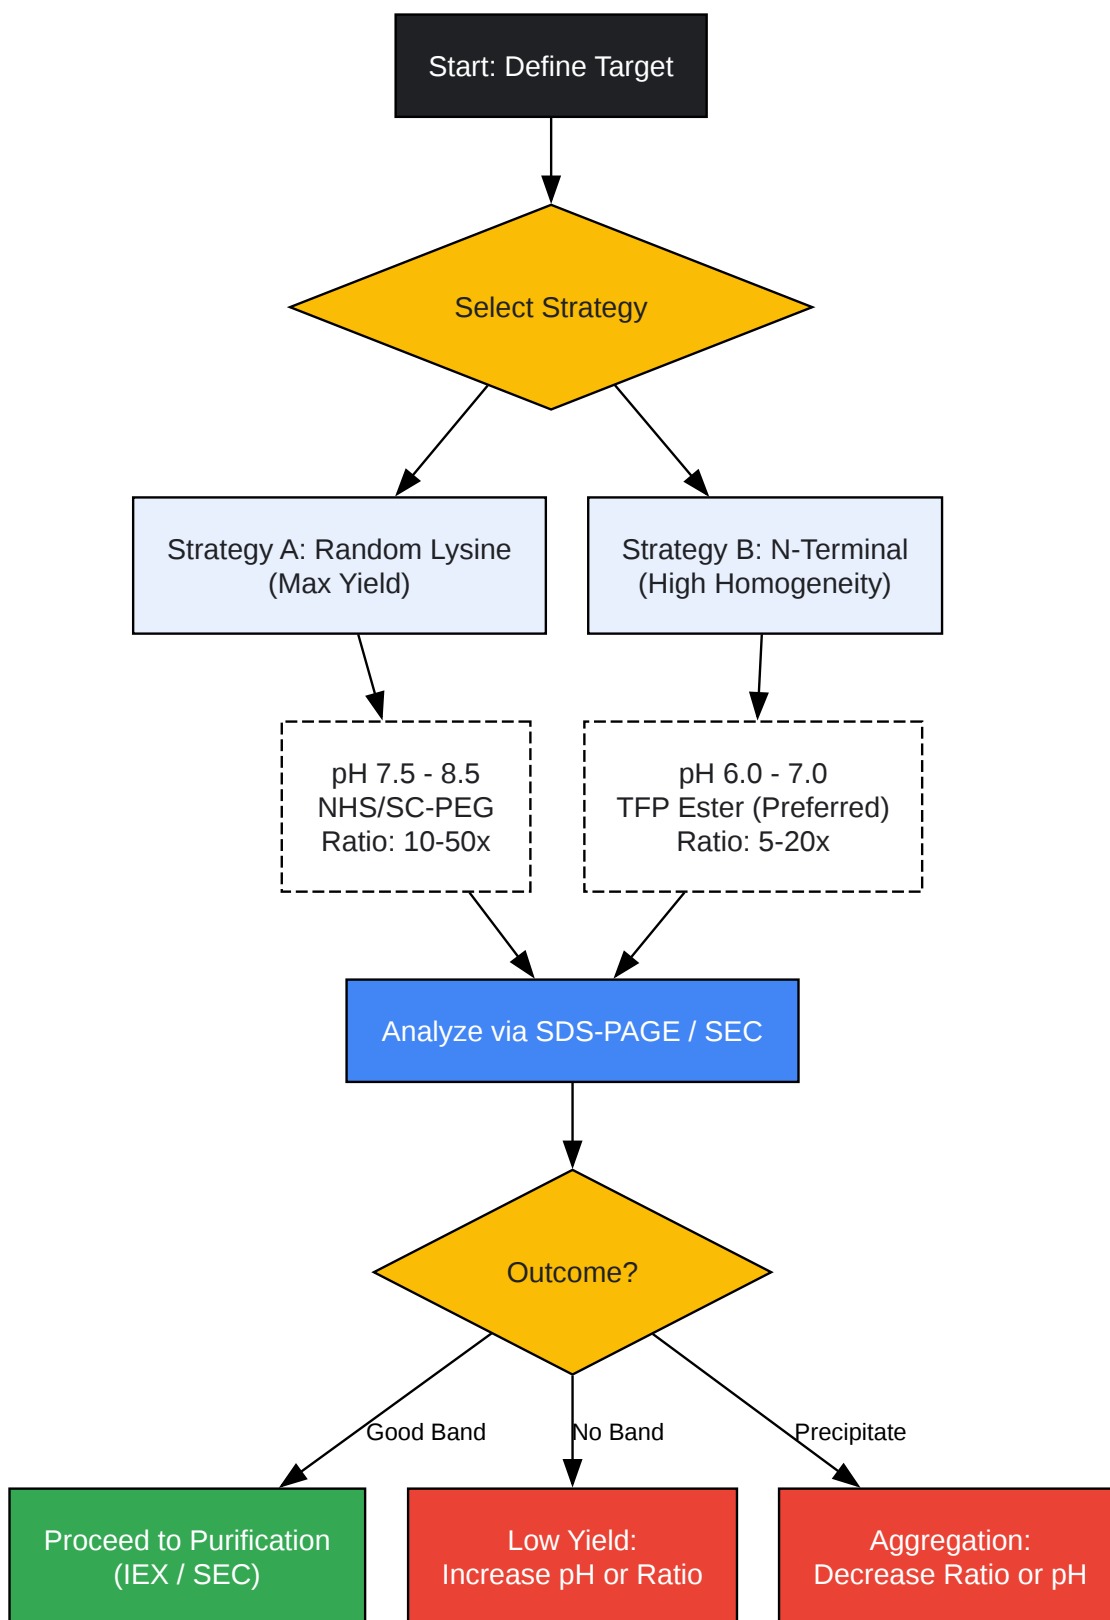 Start: Define Target
Select Strategy
Strategy A: Random Lysine
(Max Yield)
Strategy B: N-Terminal
(High Homogeneity)
pH 7.5 - 8.5
NHS/SC-PEG
Ratio: 10-50x
pH 6.0 - 7.0
TFP Ester (Preferred)
Ratio: 5-20x
Analyze via SDS-PAGE / SEC
Outcome?
Good Band
No Band
Precipitate
Proceed to Purification
(IEX / SEC)
Low Yield:
Increase pH or Ratio
Aggregation:
Decrease Ratio or pH